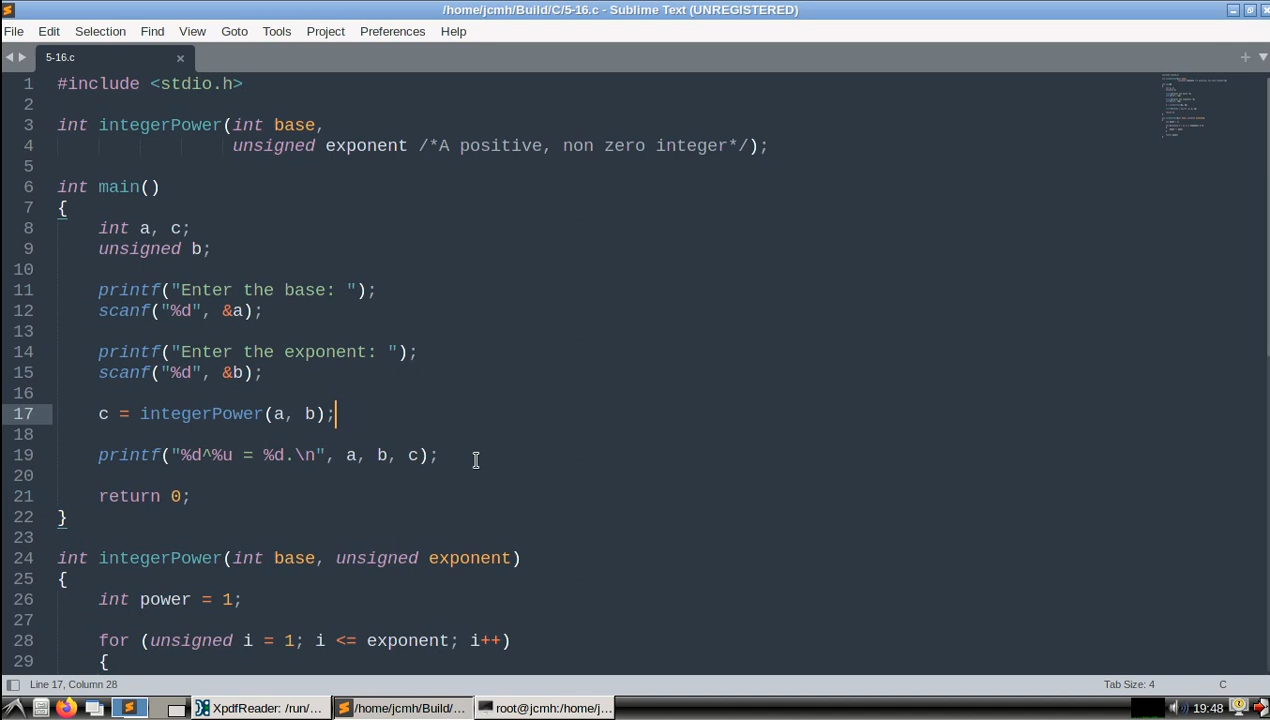 /home/jcmh/Build/C/5-16.c - Sublime Text (UNREGISTERED)
File Edit Selection Find View Goto Tools Project Preferences Help
5-16.c
1 #include <stdio.h>
2
3 int integerPower(int base,
4 unsigned exponent /*A positive, non zero integer*/);
5
6 int main()
7 {
8 int a, c;
9 unsigned b;
10
11 printf("Enter the base: ");
12 scanf("%d", &a);
13
14 printf("Enter the exponent: ");
15 scanf("%d", &b);
16
17 c = integerPower(a, b);
18
19 printf("%d^%u = %d.\n", a, b, c);
20
21 return 0;
22 }
23
24 int integerPower(int base, unsigned exponent)
25 {
26 int power = 1;
27
28 for (unsigned i = 1; i <= exponent; i++)
29 {
Line 17, Column 28 Tab Size: 4 C
XpdfReader: /run/... /home/jcmh/Build/... root@jcmh:/home/j... 19:48